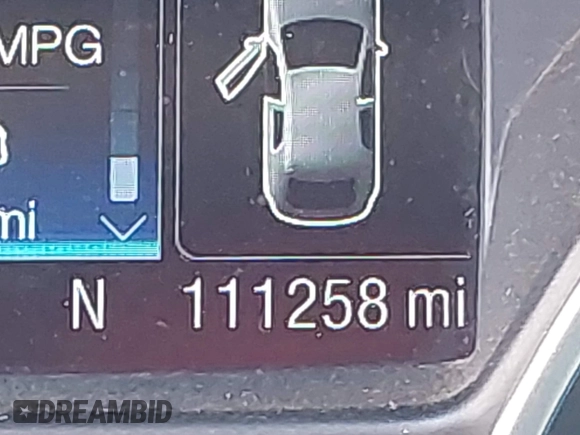 MPG
mi
N 111258 mi
DREAMBID